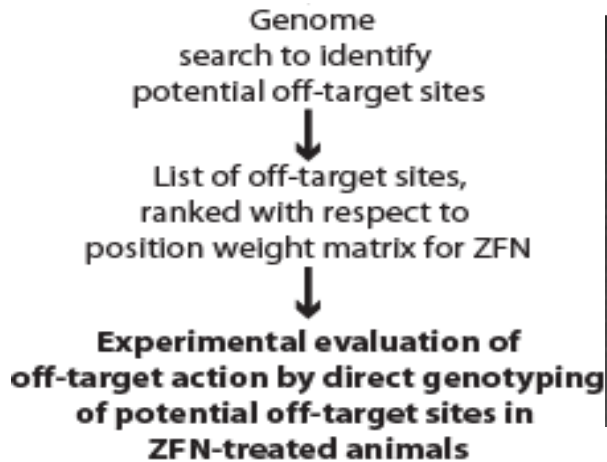 Genome
search to identify
potential off-target sites
List of off-target sites,
ranked with respect to
position weight matrix for ZFN
Experimental evaluation of
off-target action by direct genotyping
of potential off-target sites in
ZFN-treated animals